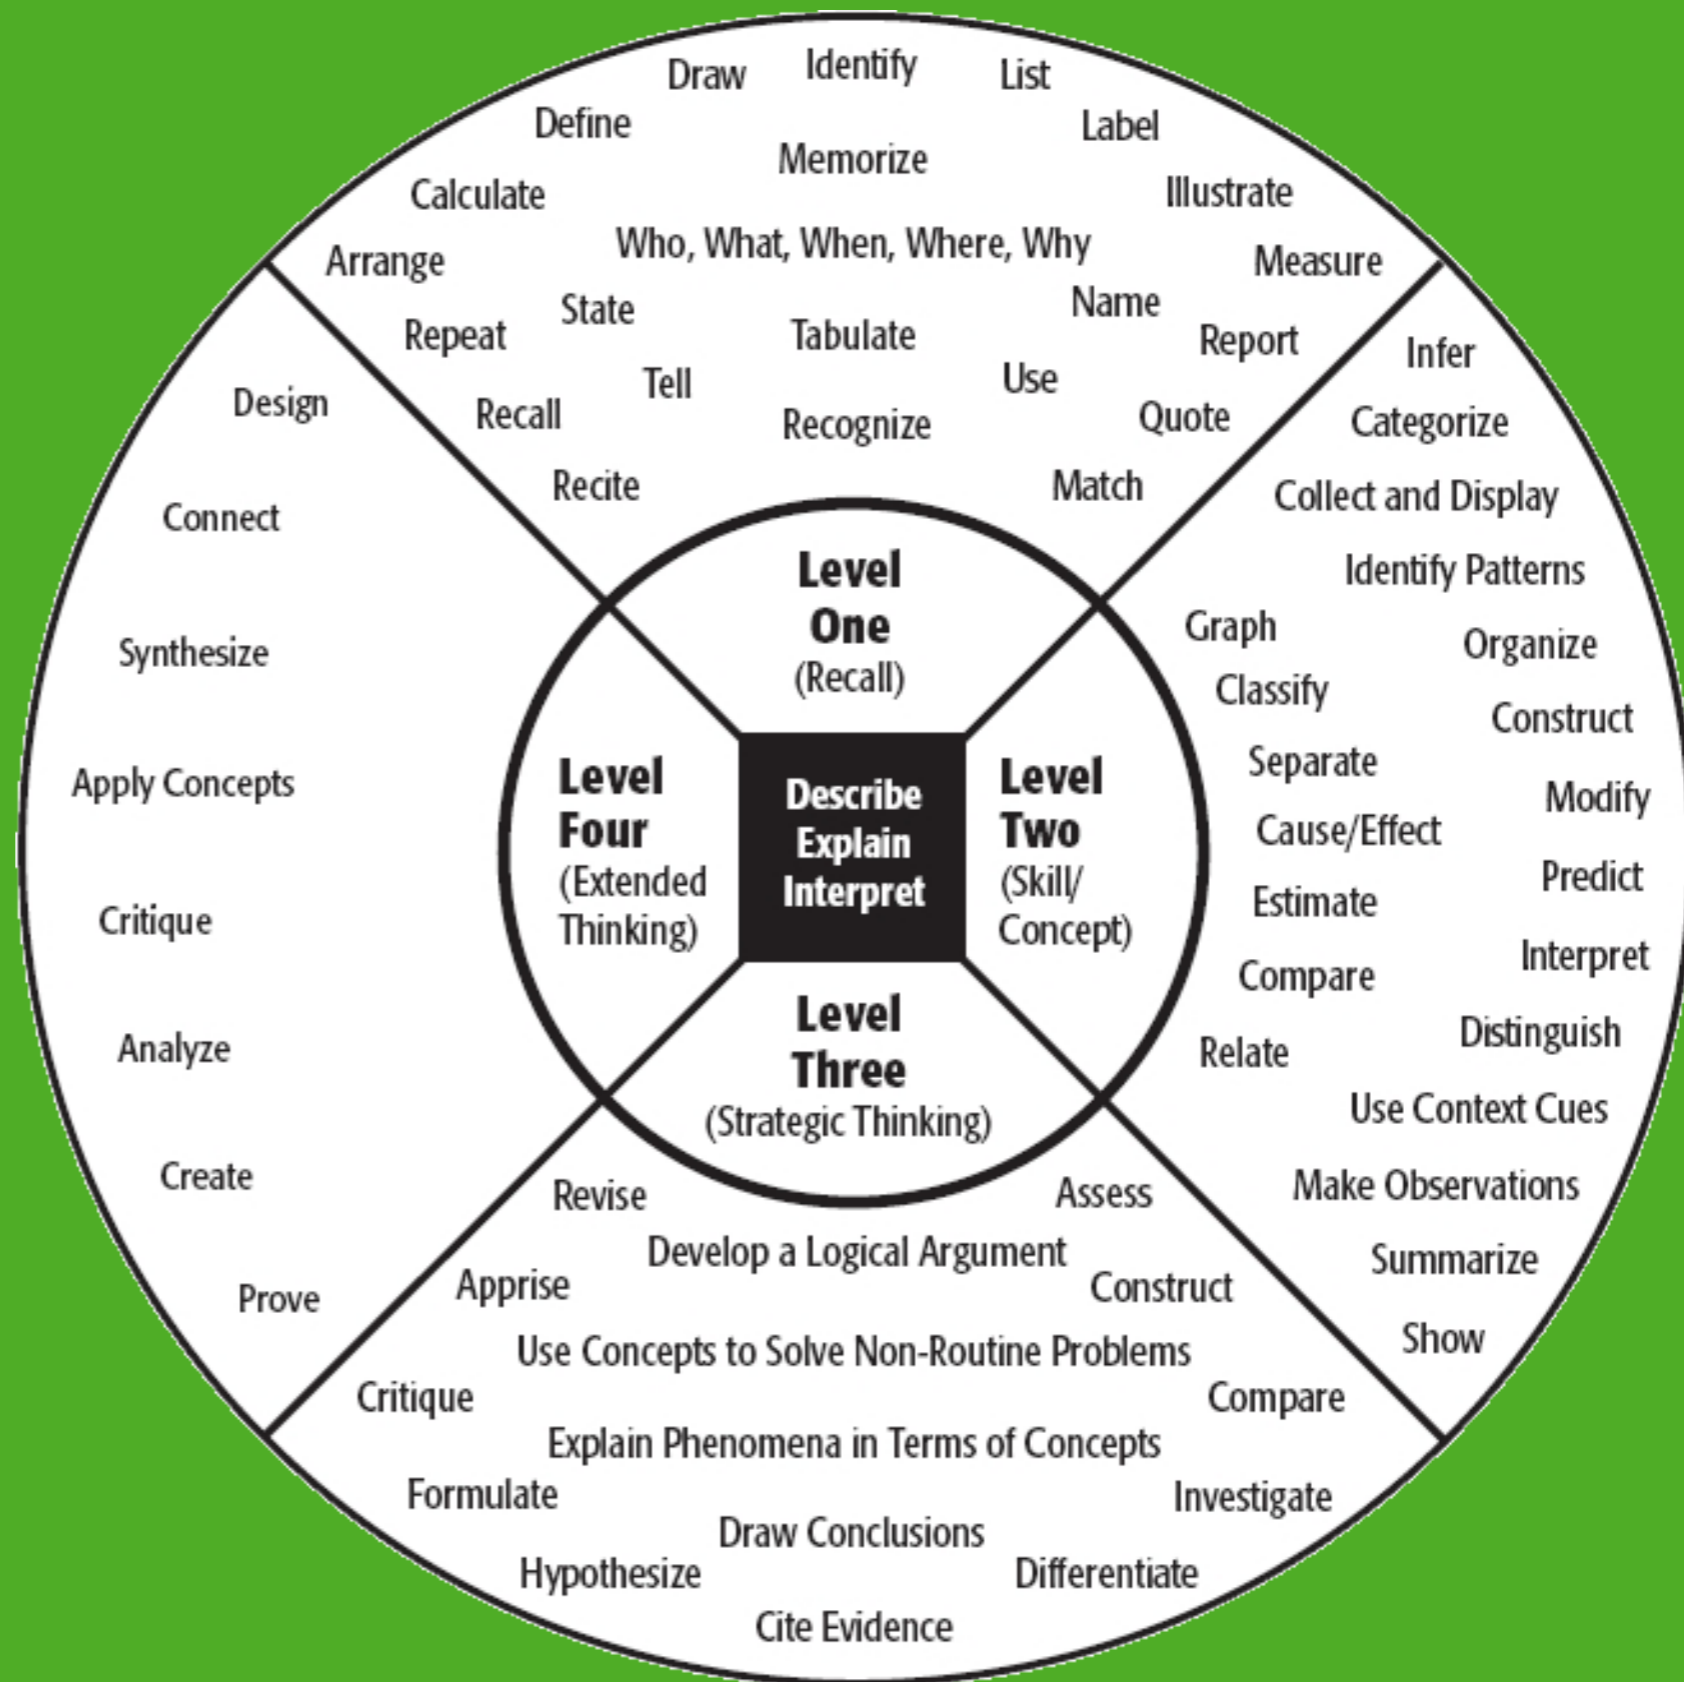 Draw
Identify
List
Define
Label
Memorize
Calculate
Illustrate
Who, What, When, Where, Why
Arrange
Measure
State
Name
Repeat
Tabulate
Report
Tell
Use
Recall
Recognize
Quote
Recite
Match
Level
One
(Recall)
Infer
Categorize
Collect and Display
Identify Patterns
Graph
Organize
Classify
Construct
Separate
Modify
Cause/Effect
Predict
Estimate
Interpret
Compare
Distinguish
Relate
Use Context Cues
Make Observations
Summarize
Show
Level
Two
(Skill/
Concept)
Describe
Explain
Interpret
Level
Three
(Strategic Thinking)
Revise
Assess
Develop a Logical Argument
Apprise
Construct
Use Concepts to Solve Non-Routine Problems
Critique
Compare
Explain Phenomena in Terms of Concepts
Formulate
Investigate
Draw Conclusions
Hypothesize
Differentiate
Cite Evidence
Level
Four
(Extended
Thinking)
Design
Connect
Synthesize
Apply Concepts
Critique
Analyze
Create
Prove